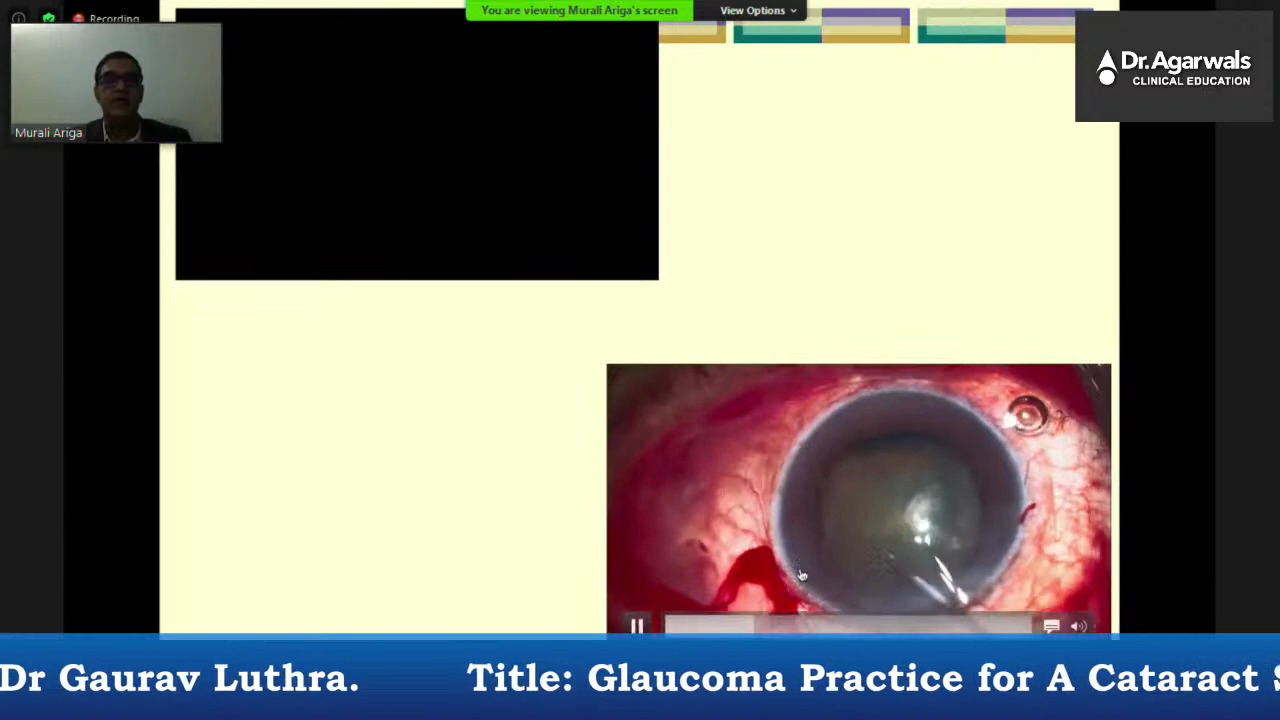 You are viewing Murali Ariga's screen
View Options
Recording
Murali Ariga
Dr.Agarwals
CLINICAL EDUCATION
Dr Gaurav Luthra.
Title: Glaucoma Practice for A Cataract S